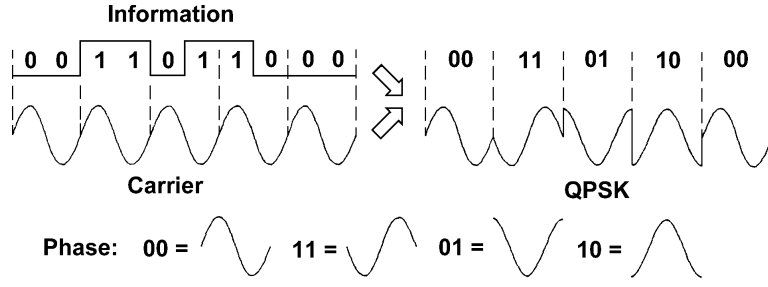 Information
0 0 1 1 0 1 1 0 0 0
00 11 01 10 00
Carrier
QPSK
Phase: 00 = 11 = 01 = 10 =